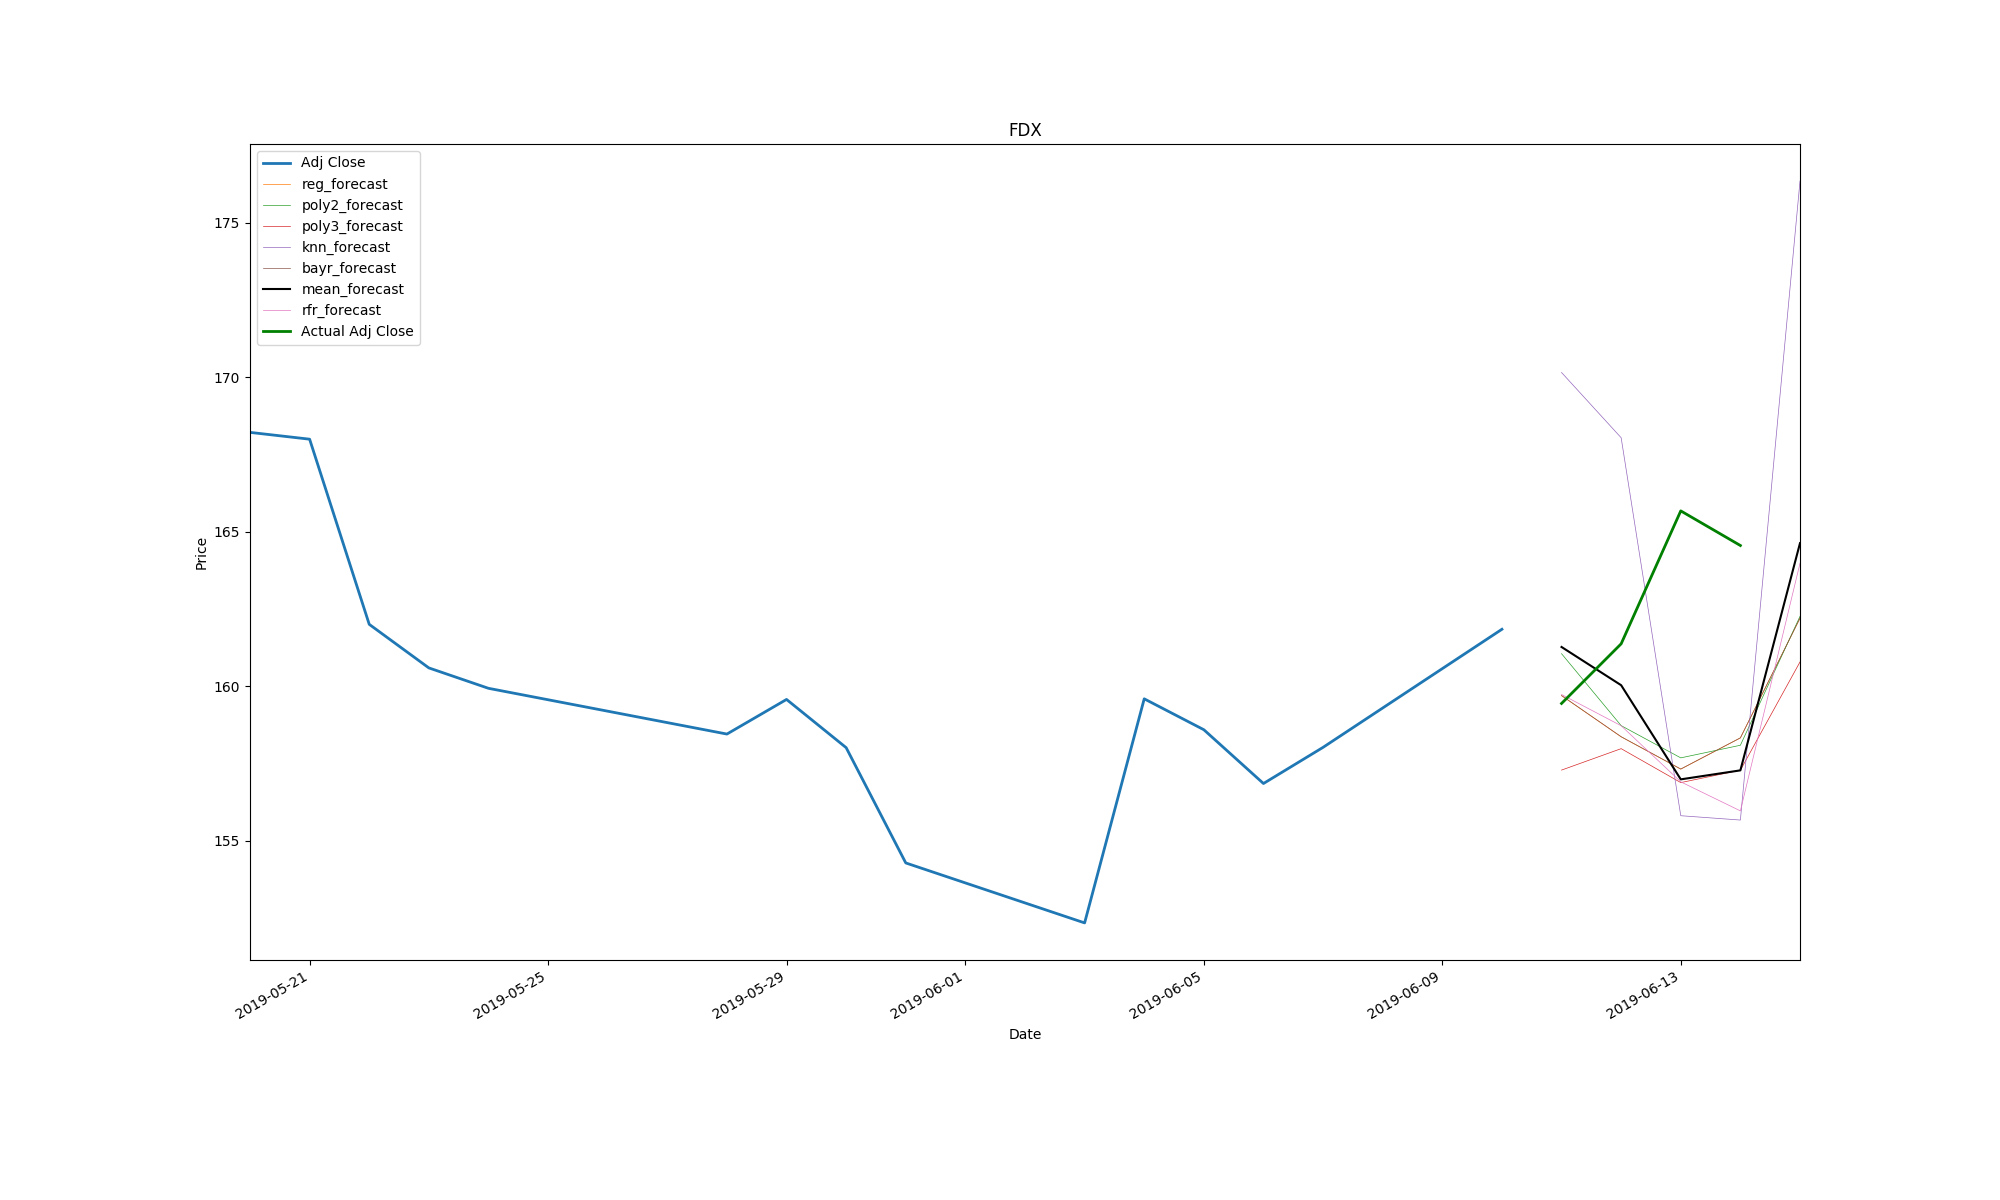 FDX
Adj Close
reg_forecast
poly2_forecast
poly3_forecast
knn_forecast
bayr_forecast
mean_forecast
rfr_forecast
Actual Adj Close
175
170
165
160
155
Price
2019-05-21
2019-05-25
2019-05-29
2019-06-01
2019-06-05
2019-06-09
2019-06-13
Date